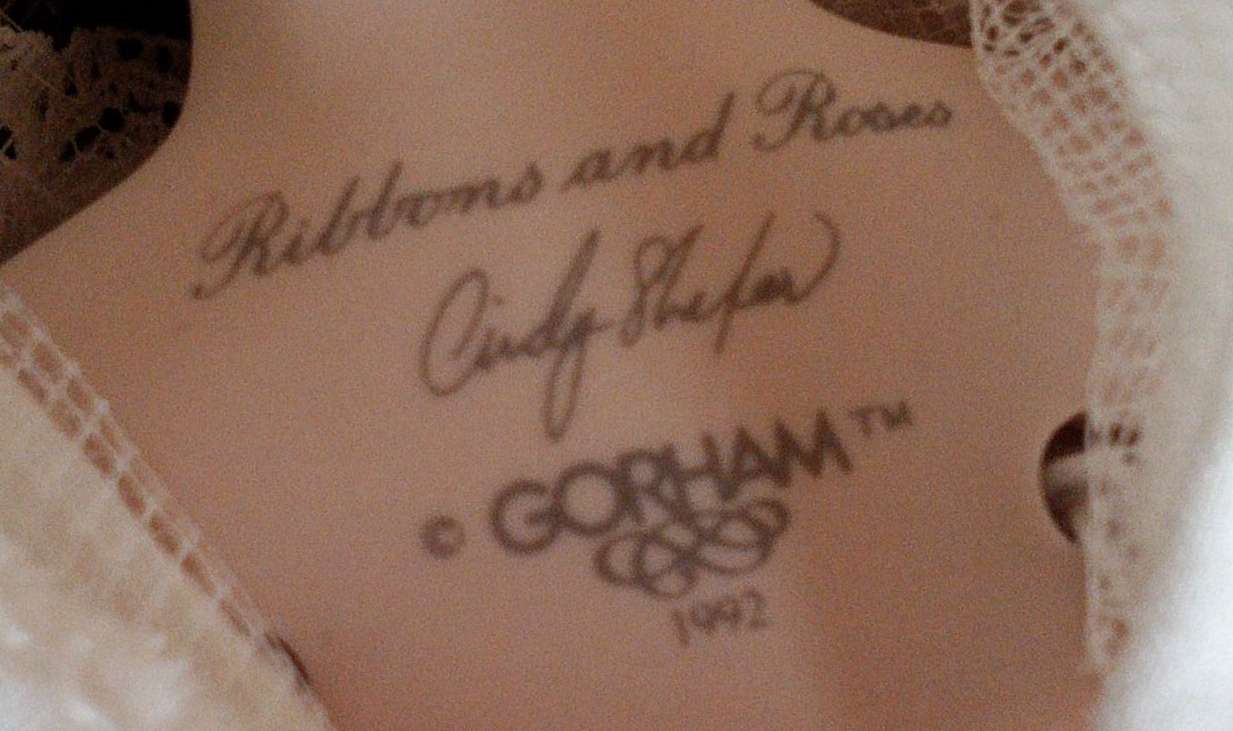 Ribbons and Roses
Cindy Shafer
© GORHAM™
1992